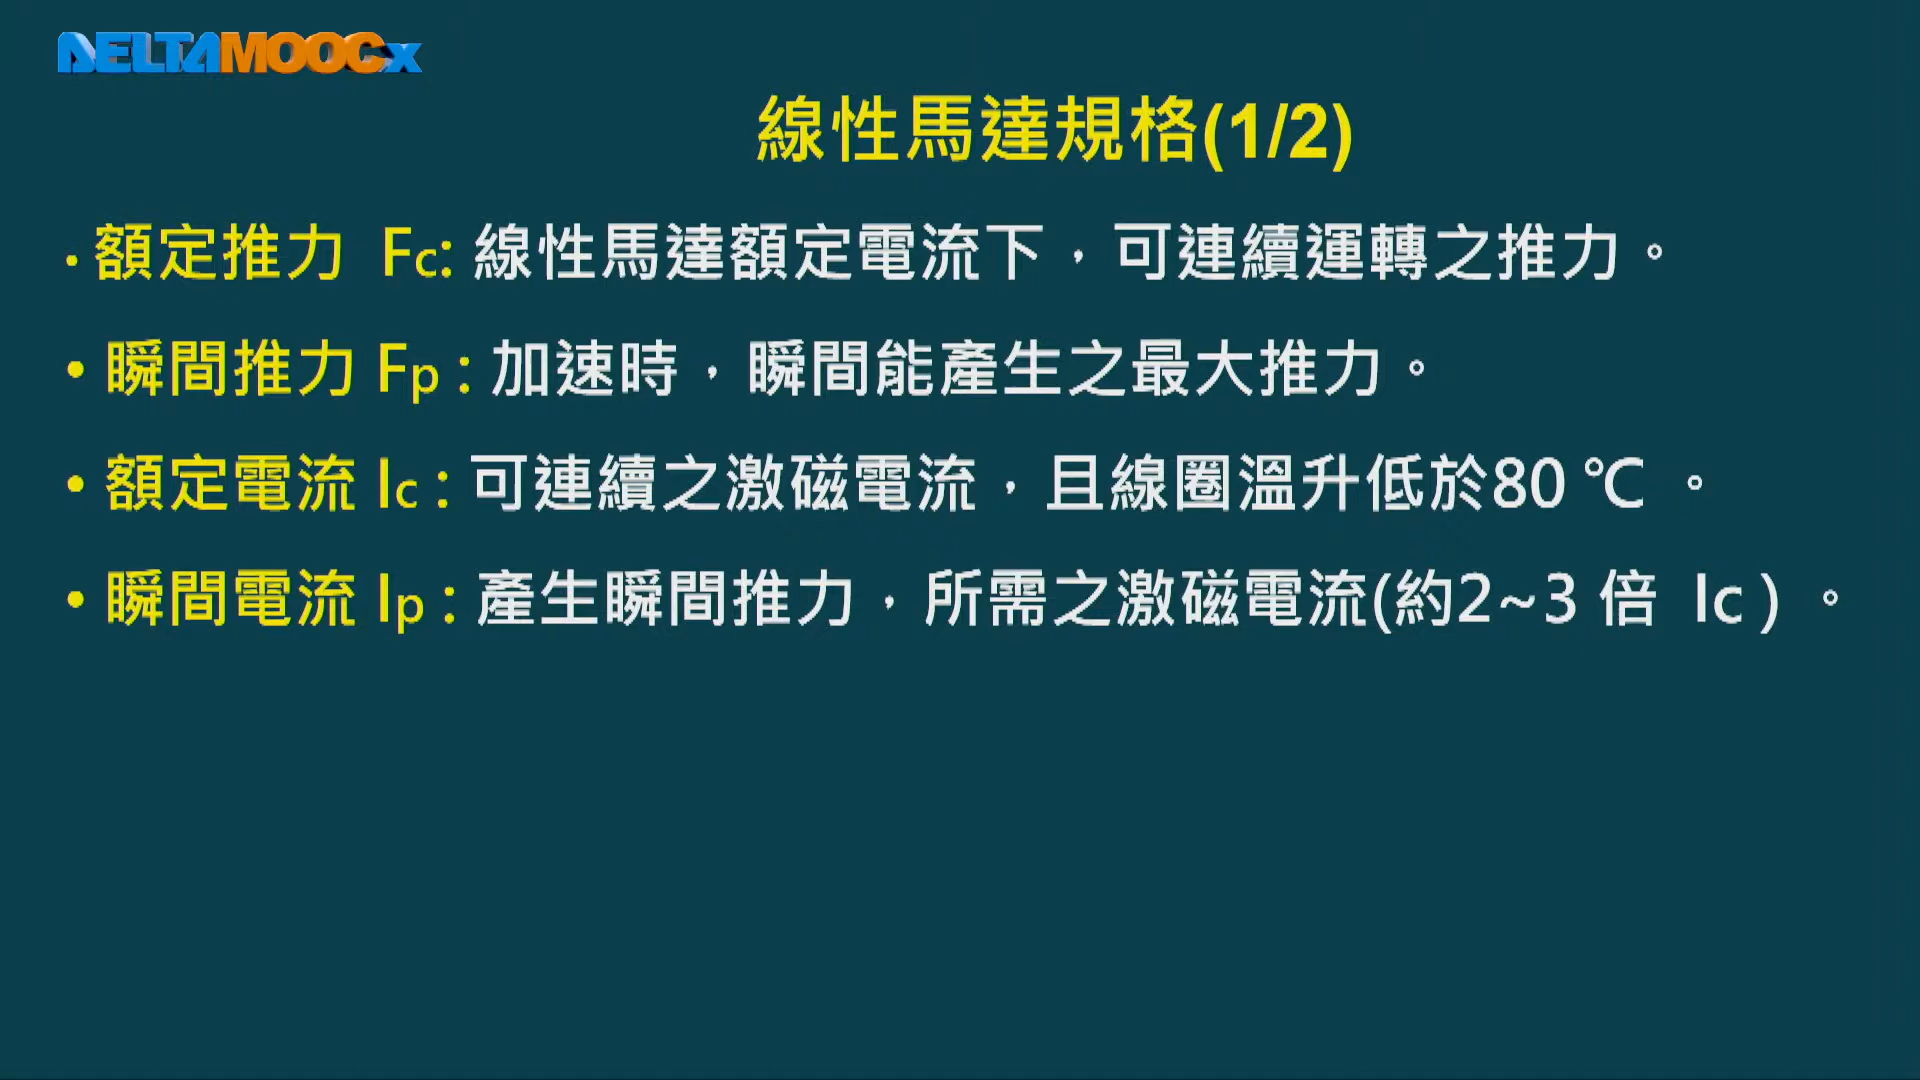 DELTAMOOCx
線性馬達規格(1/2)
• 額定推力 Fc: 線性馬達額定電流下，可連續運轉之推力。
• 瞬間推力 Fp : 加速時，瞬間能產生之最大推力。
• 額定電流 Ic : 可連續之激磁電流，且線圈溫升低於80 ℃ 。
• 瞬間電流 Ip : 產生瞬間推力，所需之激磁電流(約2~3 倍 Ic ) 。